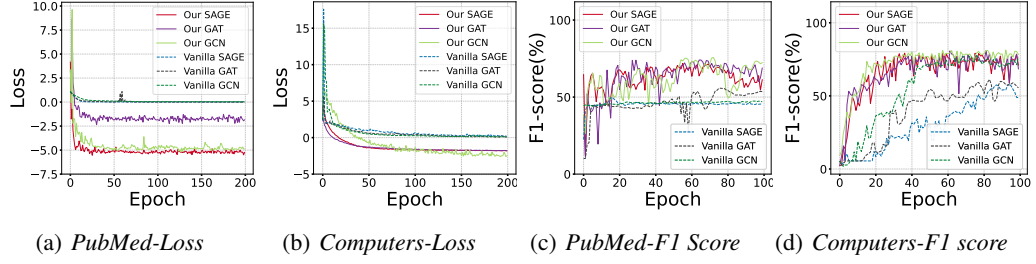 10.0
7.5
5.0
2.5
0.0
−2.5
−5.0
−7.5
Loss
0
50
100
150
200
Epoch
Our SAGE
Our GAT
Our GCN
Vanilla SAGE
Vanilla GAT
Vanilla GCN
(a) PubMed-Loss
15
10
5
0
−5
Loss
0
50
100
150
200
Epoch
Our SAGE
Our GAT
Our GCN
Vanilla SAGE
Vanilla GAT
Vanilla GCN
(b) Computers-Loss
100
50
0
F1-score(%)
0
20
40
60
80
100
Epoch
Our SAGE
Our GAT
Our GCN
Vanilla SAGE
Vanilla GAT
Vanilla GCN
(c) PubMed-F1 Score
100
50
0
F1-score(%)
0
20
40
60
80
100
Epoch
Our SAGE
Our GAT
Our GCN
Vanilla SAGE
Vanilla GAT
Vanilla GCN
(d) Computers-F1 score